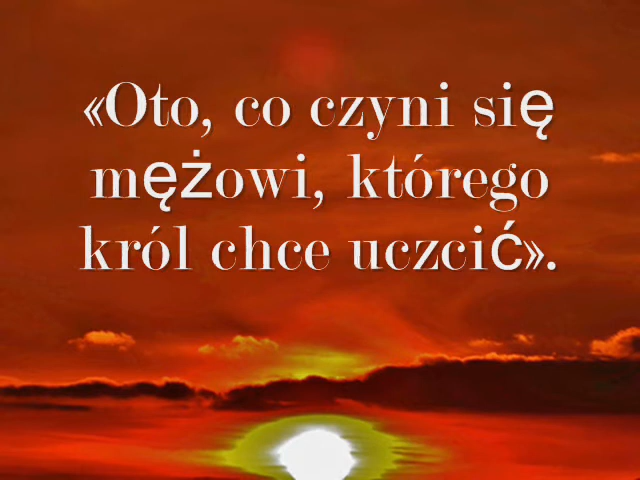 «Oto, co czyni się
mężowi, którego
król chce uczcić».